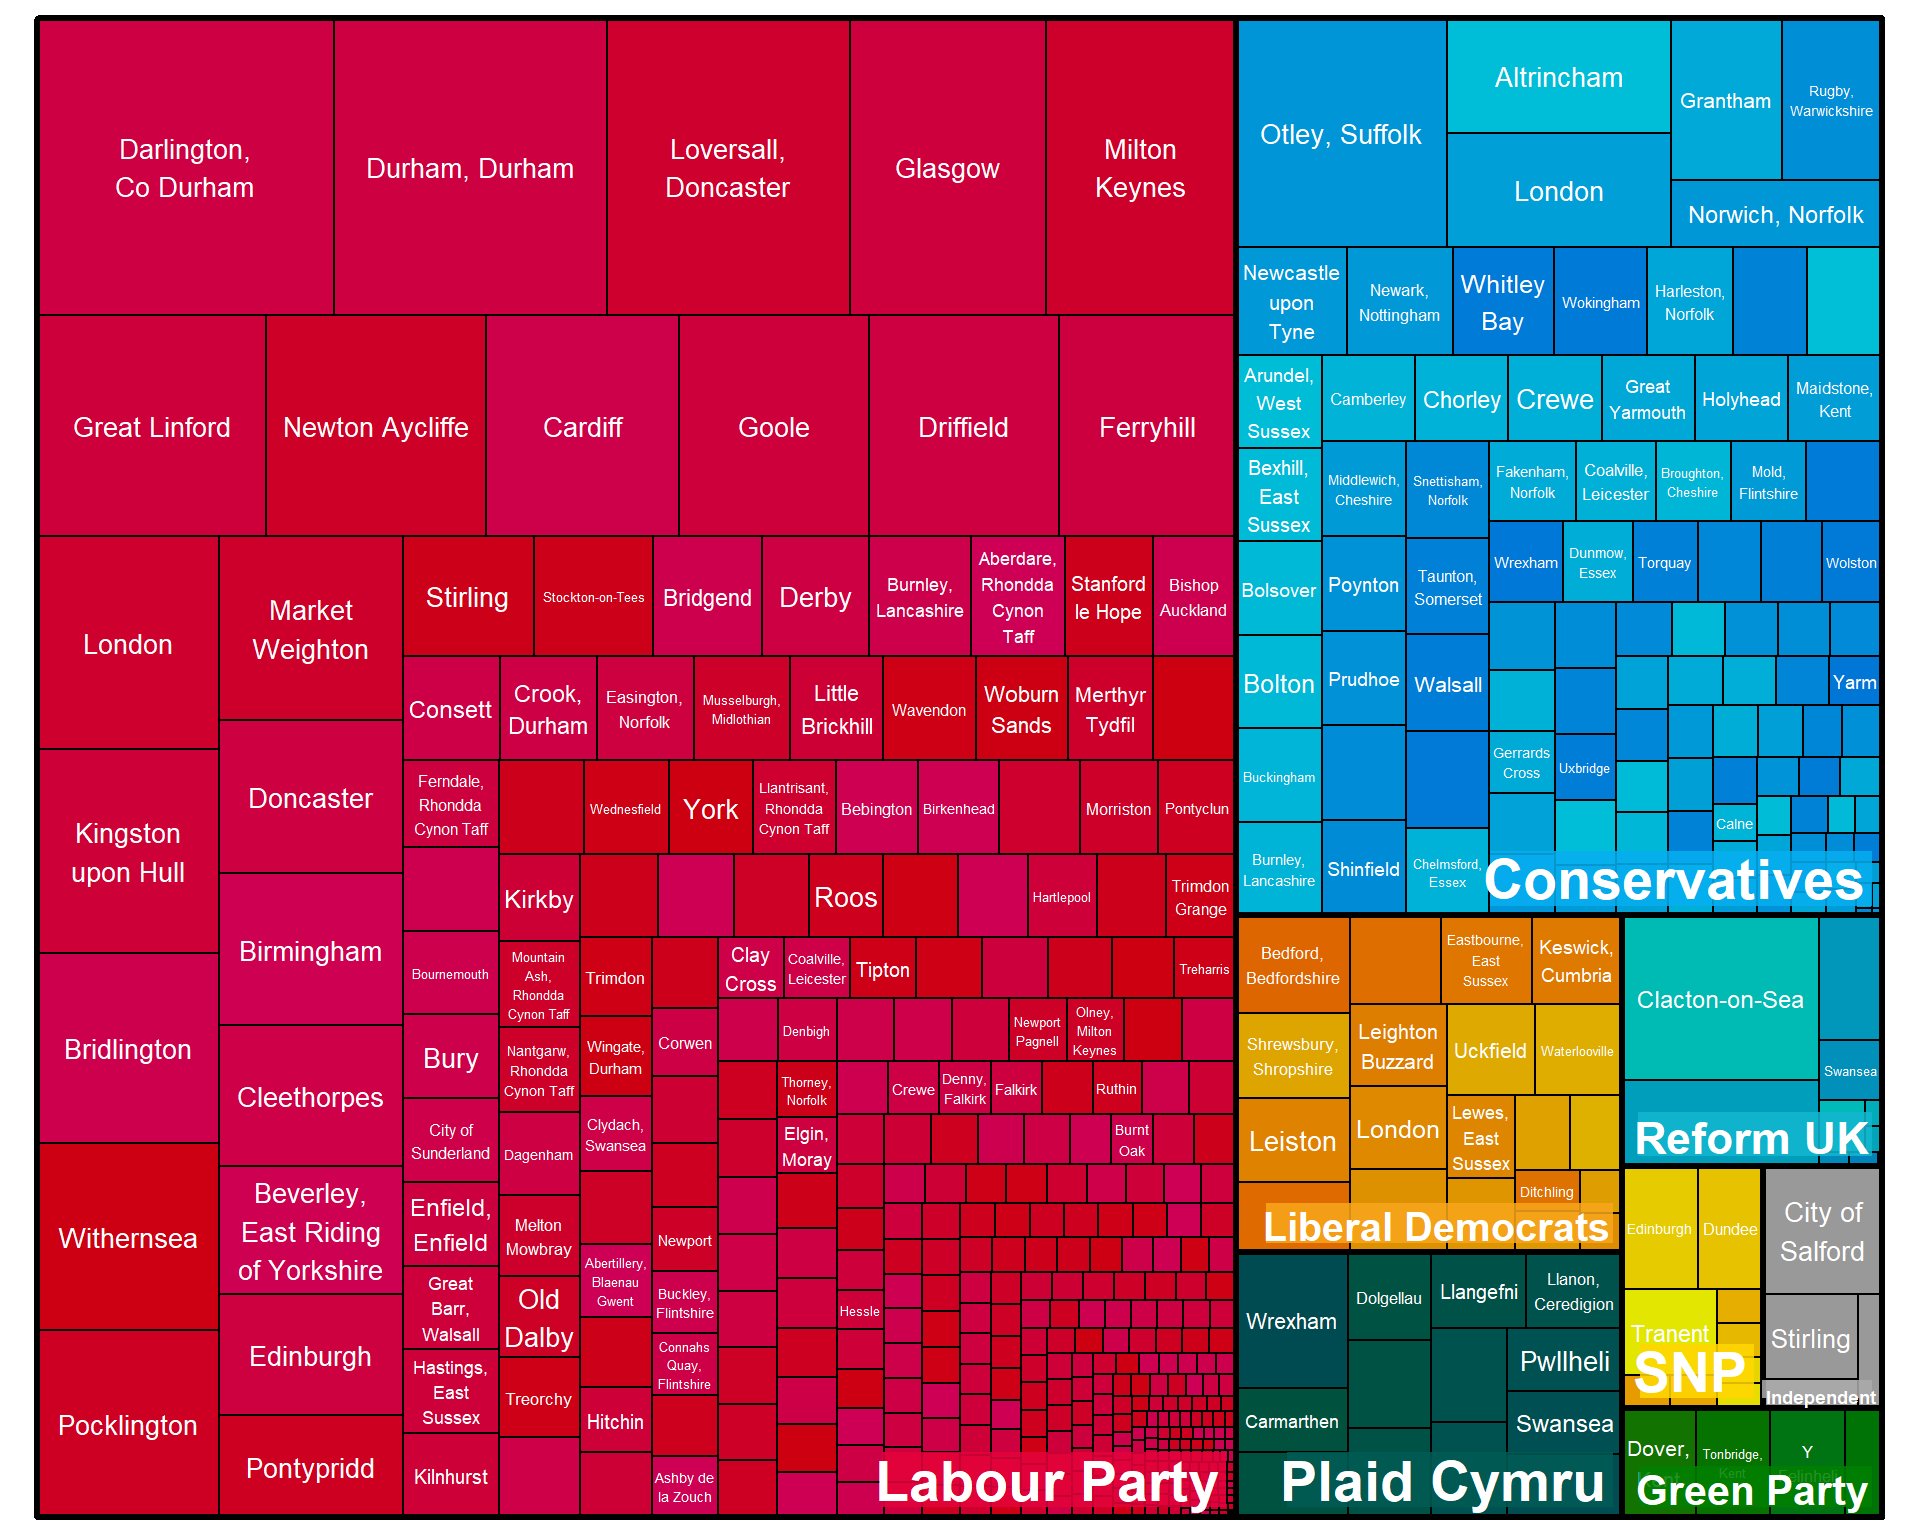 Darlington,
Co Durham
Durham, Durham
Loversall,
Doncaster
Glasgow
Milton
Keynes
Great Linford
Newton Aycliffe
Cardiff
Goole
Driffield
Ferryhill
London
Kingston
upon Hull
Bridlington
Withernsea
Pocklington
Market
Weighton
Doncaster
Birmingham
Cleethorpes
Beverley,
East Riding
of Yorkshire
Edinburgh
Pontypridd
Stirling
Stockton-on-Tees
Bridgend
Derby
Burnley,
Lancashire
Aberdare,
Rhondda
Cynon
Taff
Stanford
le Hope
Bishop
Auckland
Consett
Crook,
Durham
Easington,
Norfolk
Musselburgh,
Midlothian
Little
Brickhill
Wavendon
Woburn
Sands
Merthyr
Tydfil
Ferndale,
Rhondda
Cynon Taff
Wednesfield
York
Llantrisant,
Rhondda
Cynon Taff
Bebington
Birkenhead
Morriston
Pontyclun
Bournemouth
Bury
City of
Sunderland
Enfield,
Enfield
Great
Barr,
Walsall
Hastings,
East
Sussex
Kilnhurst
Kirkby
Roos
Hartlepool
Trimdon
Grange
Mountain
Ash,
Rhondda
Cynon Taff
Nantgarw,
Rhondda
Cynon Taff
Dagenham
Melton
Mowbray
Old
Dalby
Treorchy
Trimdon
Wingate,
Durham
Clydach,
Swansea
Abertillery,
Blaenau
Gwent
Hitchin
Corwen
Newport
Buckley,
Flintshire
Connahs
Quay,
Flintshire
Ashby de
la Zouch
Clay
Cross
Coalville,
Leicester
Tipton
Treharris
Denbigh
Newport
Pagnell
Olney,
Milton
Keynes
Thorney,
Norfolk
Crewe
Denny,
Falkirk
Falkirk
Ruthin
Elgin,
Moray
Burnt
Oak
Hessle
Labour Party
Otley, Suffolk
Altrincham
London
Grantham
Rugby,
Warwickshire
Norwich, Norfolk
Newcastle
upon
Tyne
Newark,
Nottingham
Whitley
Bay
Wokingham
Harleston,
Norfolk
Arundel,
West
Sussex
Camberley
Chorley
Crewe
Great
Yarmouth
Holyhead
Maidstone,
Kent
Bexhill,
East
Sussex
Middlewich,
Cheshire
Snettisham,
Norfolk
Fakenham,
Norfolk
Coalville,
Leicester
Broughton,
Cheshire
Mold,
Flintshire
Bolsover
Poynton
Taunton,
Somerset
Wrexham
Dunmow,
Essex
Torquay
Wolston
Bolton
Prudhoe
Walsall
Yarm
Buckingham
Gerrards
Cross
Uxbridge
Calne
Burnley,
Lancashire
Shinfield
Chelmsford,
Essex
Conservatives
Bedford,
Bedfordshire
Eastbourne,
East
Sussex
Keswick,
Cumbria
Shrewsbury,
Shropshire
Leighton
Buzzard
Uckfield
Waterlooville
Leiston
London
Lewes,
East
Sussex
Ditchling
Liberal Democrats
Clacton-on-Sea
Swansea
Reform UK
Edinburgh
Dundee
Tranent
SNP
City of
Salford
Stirling
Independent
Wrexham
Dolgellau
Llangefni
Llanon,
Ceredigion
Pwllheli
Carmarthen
Swansea
Plaid Cymru
Dover,
Kent
Tonbridge,
Kent
Y
Felinheli
Green Party